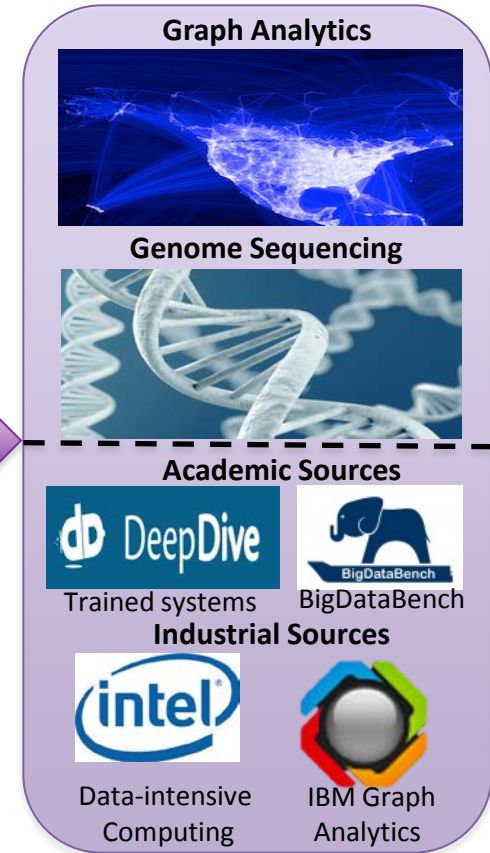 Graph Analytics
Genome Sequencing
Academic Sources
dp DeepDive
BigDataBench
Trained systems
BigDataBench
Industrial Sources
intel
Data-intensive
Computing
IBM Graph
Analytics